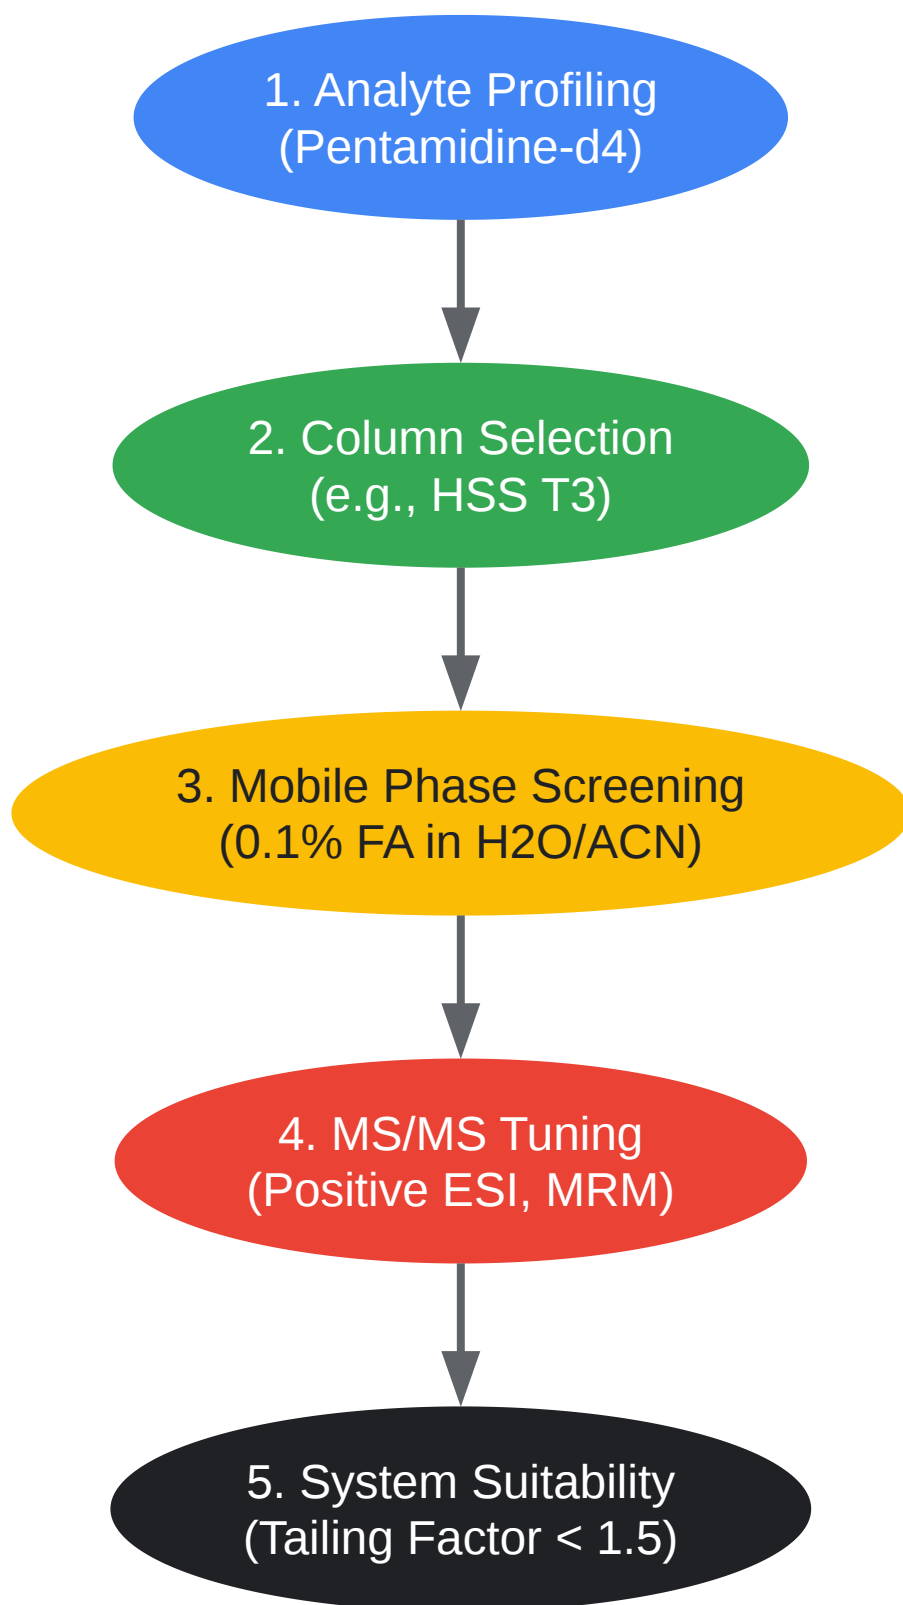 1. Analyte Profiling
(Pentamidine-d4)
2. Column Selection
(e.g., HSS T3)
3. Mobile Phase Screening
(0.1% FA in H2O/ACN)
4. MS/MS Tuning
(Positive ESI, MRM)
5. System Suitability
(Tailing Factor < 1.5)